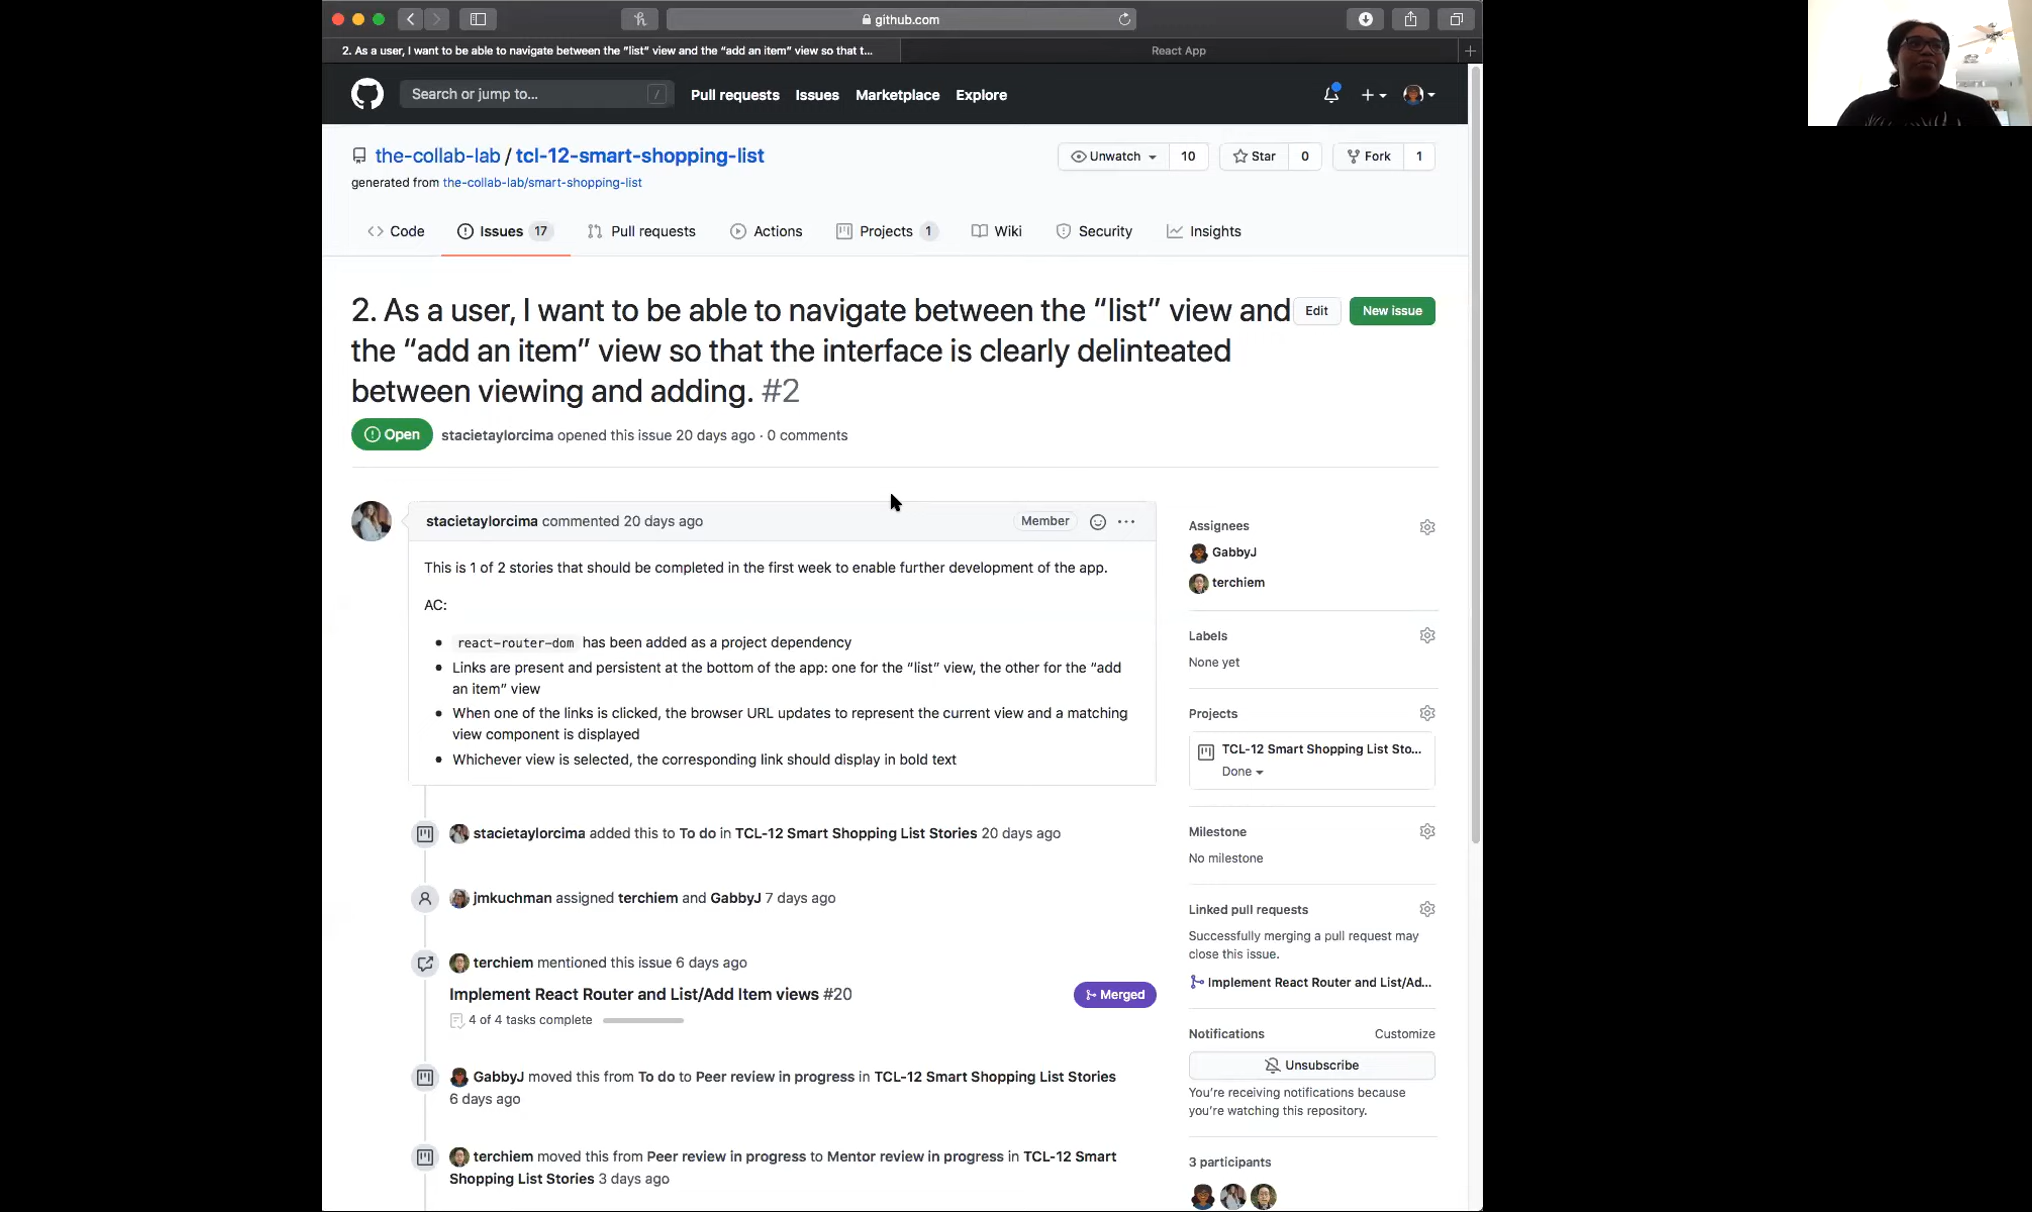 github.com
2. As a user, I want to be able to navigate between the "list" view and the “add an item” view so that t...
React App
Search or jump to...
/
Pull requests
Issues
Marketplace
Explore
the-collab-lab / tcl-12-smart-shopping-list
generated from the-collab-lab/smart-shopping-list
Unwatch 10
Star 0
Fork 1
Code
Issues 17
Pull requests
Actions
Projects 1
Wiki
Security
Insights
2. As a user, I want to be able to navigate between the “list” view and
the “add an item” view so that the interface is clearly delinteated
between viewing and adding. #2
Edit
New issue
Open
stacietaylorcima opened this issue 20 days ago · 0 comments
stacietaylorcima commented 20 days ago
Member
This is 1 of 2 stories that should be completed in the first week to enable further development of the app.
AC:
react-router-dom has been added as a project dependency
Links are present and persistent at the bottom of the app: one for the “list” view, the other for the “add
an item” view
When one of the links is clicked, the browser URL updates to represent the current view and a matching
view component is displayed
Whichever view is selected, the corresponding link should display in bold text
stacietaylorcima added this to To do in TCL-12 Smart Shopping List Stories 20 days ago
jmkuchman assigned terchiem and GabbyJ 7 days ago
terchiem mentioned this issue 6 days ago
Implement React Router and List/Add Item views #20
Merged
4 of 4 tasks complete
GabbyJ moved this from To do to Peer review in progress in TCL-12 Smart Shopping List Stories
6 days ago
terchiem moved this from Peer review in progress to Mentor review in progress in TCL-12 Smart
Shopping List Stories 3 days ago
Assignees
GabbyJ
terchiem
Labels
None yet
Projects
TCL-12 Smart Shopping List Sto...
Done
Milestone
No milestone
Linked pull requests
Successfully merging a pull request may
close this issue.
Implement React Router and List/Ad...
Notifications
Customize
Unsubscribe
You’re receiving notifications because
you’re watching this repository.
3 participants